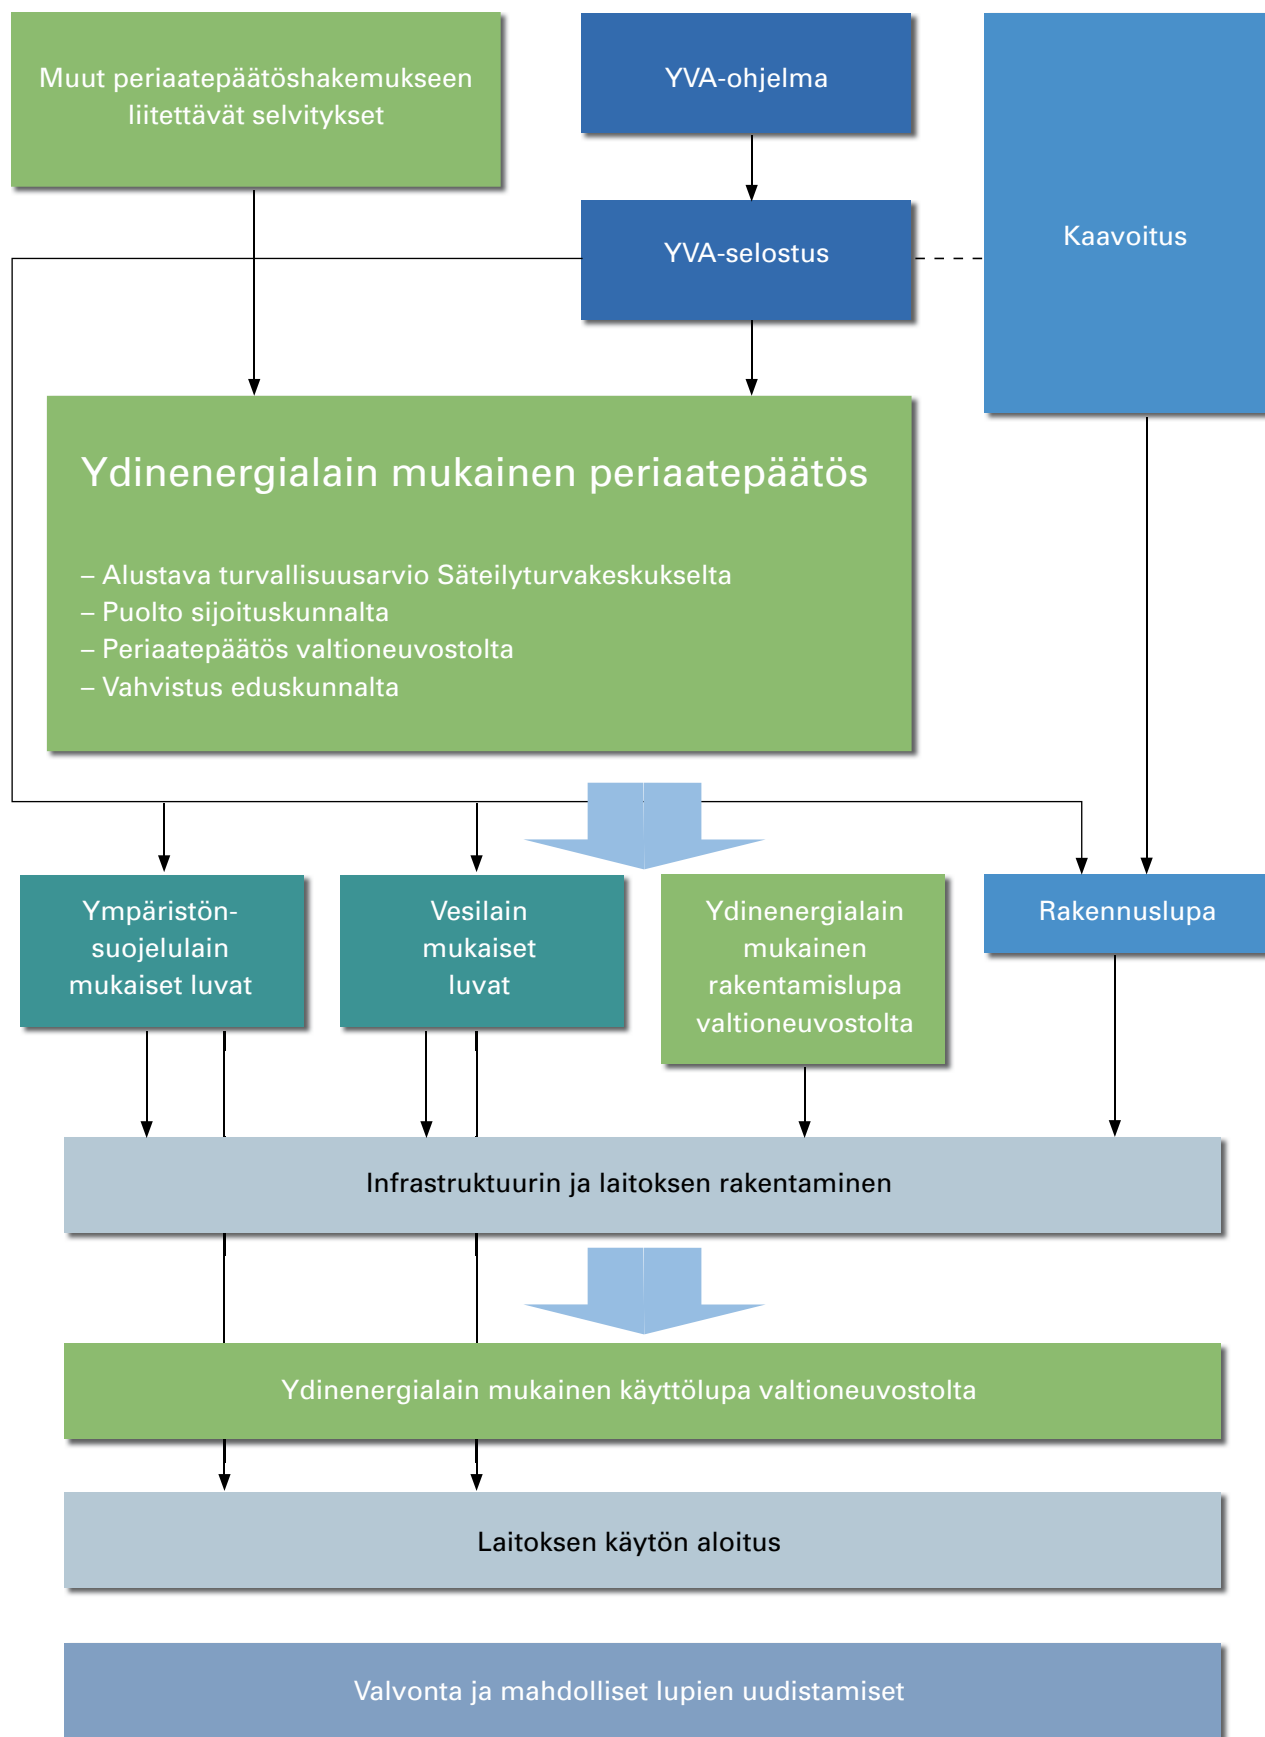 Muut periaatepäätöshakemukseen
liitettävät selvitykset
YVA-ohjelma
YVA-selostus
Kaavoitus
Ydinenergialain mukainen periaatepäätös
– Alustava turvallisuusarvio Säteilyturvakeskukselta
– Puolto sijoituskunnalta
– Periaatepäätös valtioneuvostolta
– Vahvistus eduskunnalta
Ympäristön-
suojelulain
mukaiset luvat
Vesilain
mukaiset
luvat
Ydinenergialain
mukainen
rakentamislupa
valtioneuvostolta
Rakennuslupa
Infrastruktuurin ja laitoksen rakentaminen
Ydinenergialain mukainen käyttölupa valtioneuvostolta
Laitoksen käytön aloitus
Valvonta ja mahdolliset lupien uudistamiset